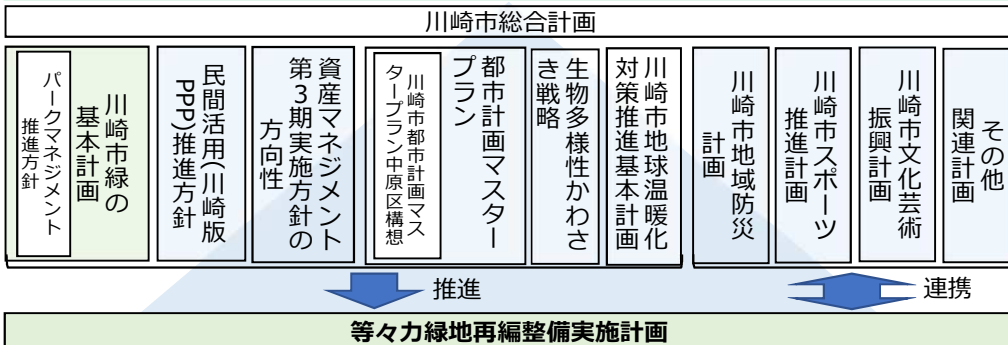 川崎市総合計画
川崎市緑の
基本計画
パークマネジメント
推進方針
民間活用(川崎版
PPP)推進方針
資産マネジメント
第3期実施方針の
方向性
都市計画マスター
プラン
川崎市都市計画マス
タープラン中原区構想
生物多様性かわさ
き戦略
川崎市地球温暖化
対策推進基本計画
川崎市地域防災
計画
川崎市スポーツ
推進計画
川崎市文化芸術
振興計画
その他
関連計画
推進
連携
等々力緑地再編整備実施計画